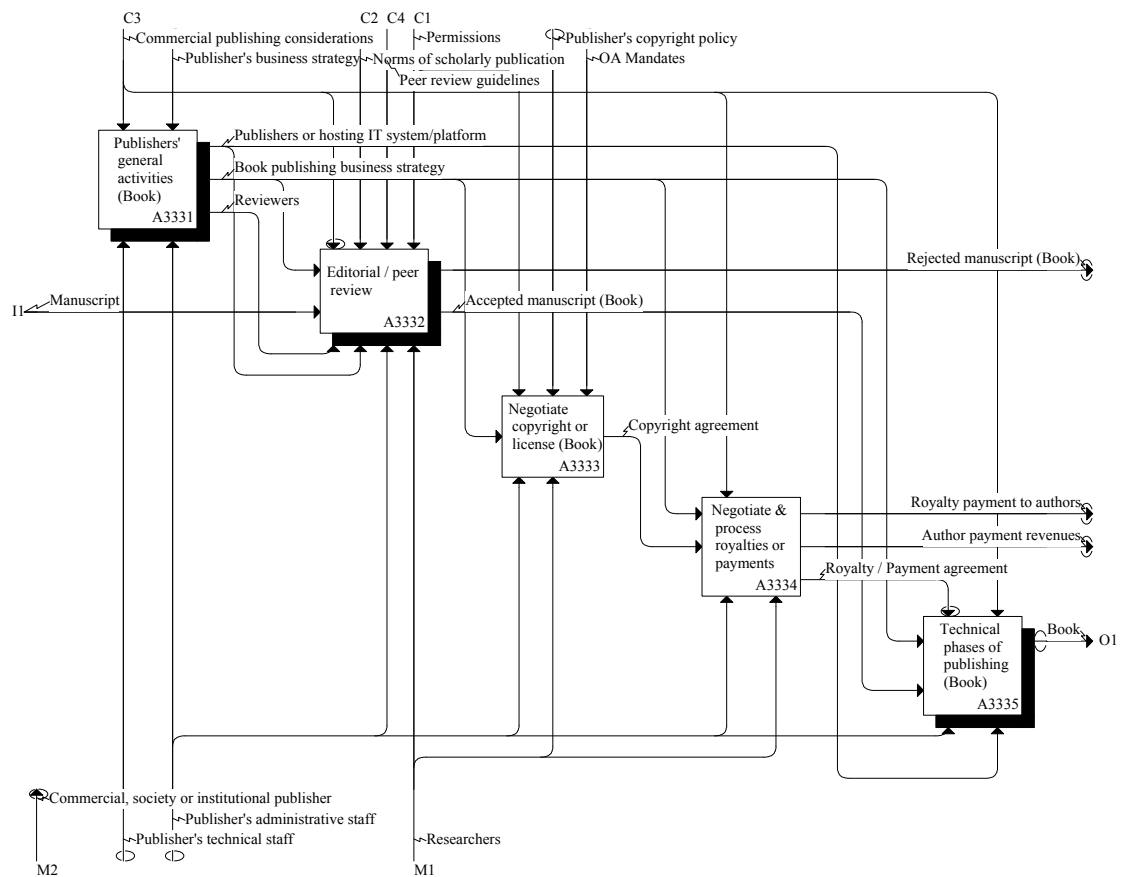 C3
C2
C4
C1
Commercial publishing considerations
Permissions
Publisher's copyright policy
Publisher's business strategy
Norms of scholarly publication
OA Mandates
Peer review guidelines
Publishers or hosting IT system/platform
Publishers'
general
activities
(Book)
A3331
Book publishing business strategy
Reviewers
Rejected manuscript (Book)
Editorial / peer
review
A3332
I1
Manuscript
Accepted manuscript (Book)
Negotiate
copyright or
license (Book)
A3333
Copyright agreement
Negotiate &
process
royalties or
payments
A3334
Royalty payment to authors
Author payment revenues
Royalty / Payment agreement
Technical
phases of
publishing
(Book)
A3335
Book
O1
Commercial, society or institutional publisher
Publisher's administrative staff
Publisher's technical staff
Researchers
M2
M1